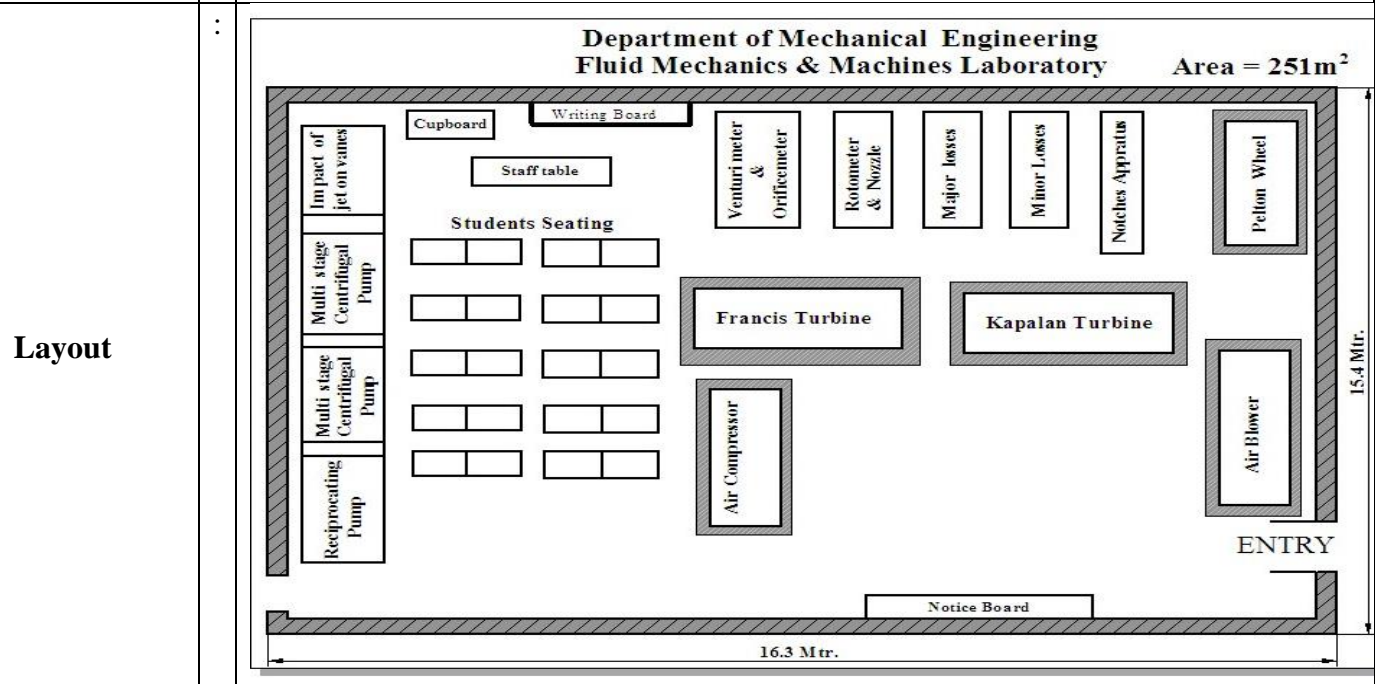 Layout
:
Department of Mechanical Engineering
Fluid Mechanics & Machines Laboratory
Area = 251m²
Cupboard
Writing Board
Staff table
Students Seating
Impact of
jet on vanes
Multi stage
Centrifugal
Pump
Multi stage
Centrifugal
Pump
Reciprocating
Pump
Venturi meter
&
Orificemeter
Rotometer
& Nozzle
Major losses
Minor Losses
Notches Appratus
Pelton Wheel
Francis Turbine
Kapalan Turbine
Air Compressor
Air Blower
ENTRY
Notice Board
15.4 Mtr.
16.3 Mtr.